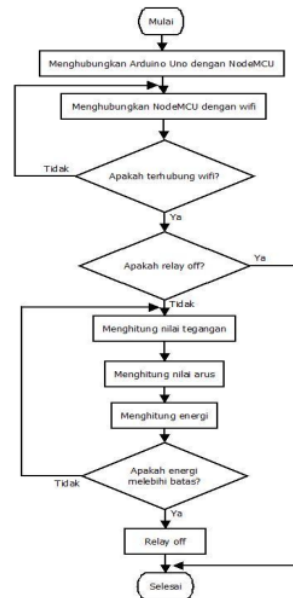 Mulai
Menghubungkan Arduino Uno dengan NodeMCU
Menghubungkan NodeMCU dengan wifi
Tidak
Apakah terhubung wifi?
Ya
Apakah relay off?
Ya
Tidak
Menghitung nilai tegangan
Menghitung nilai arus
Menghitung energi
Apakah energi
melebihi batas?
Tidak
Ya
Relay off
Selesai